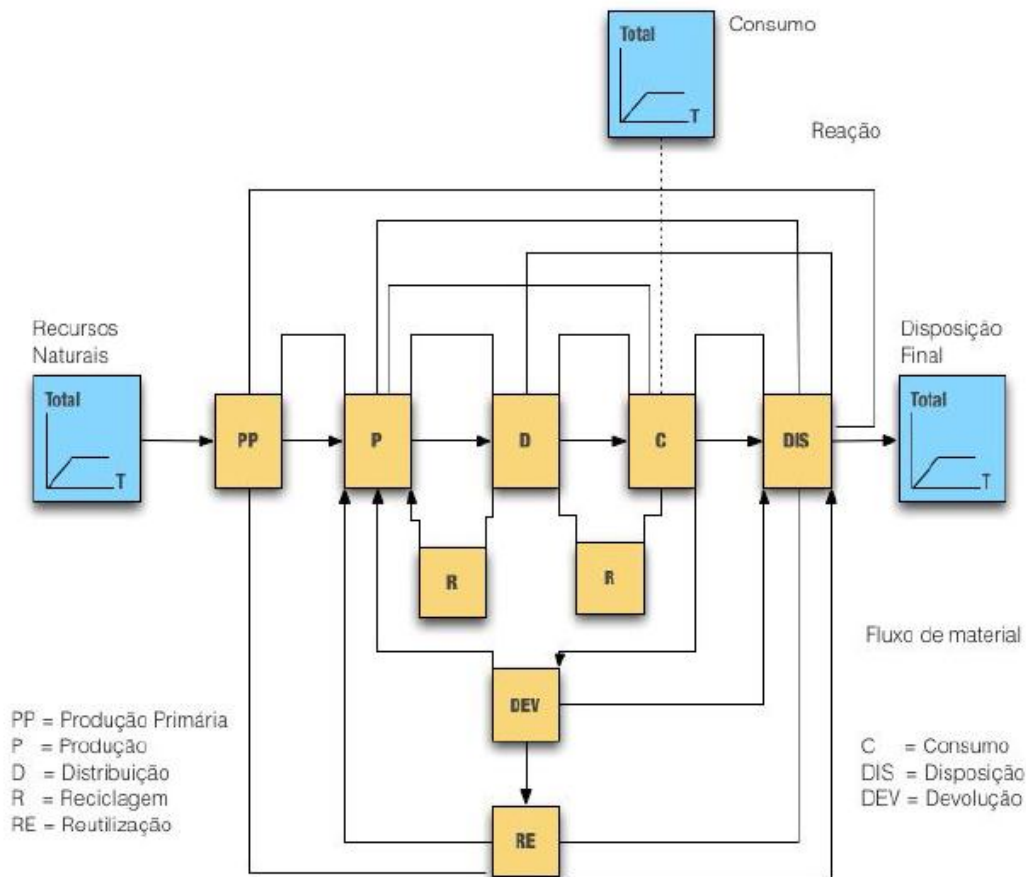 Total
T
Consumo
Reação
Recursos
Naturais
Total
T
PP
P
D
C
DIS
Disposição
Final
Total
T
R
R
Fluxo de material
DEV
RE
PP = Produção Primária
P = Produção
D = Distribuição
R = Reciclagem
RE = Reutilização
C = Consumo
DIS = Disposição
DEV = Devolução